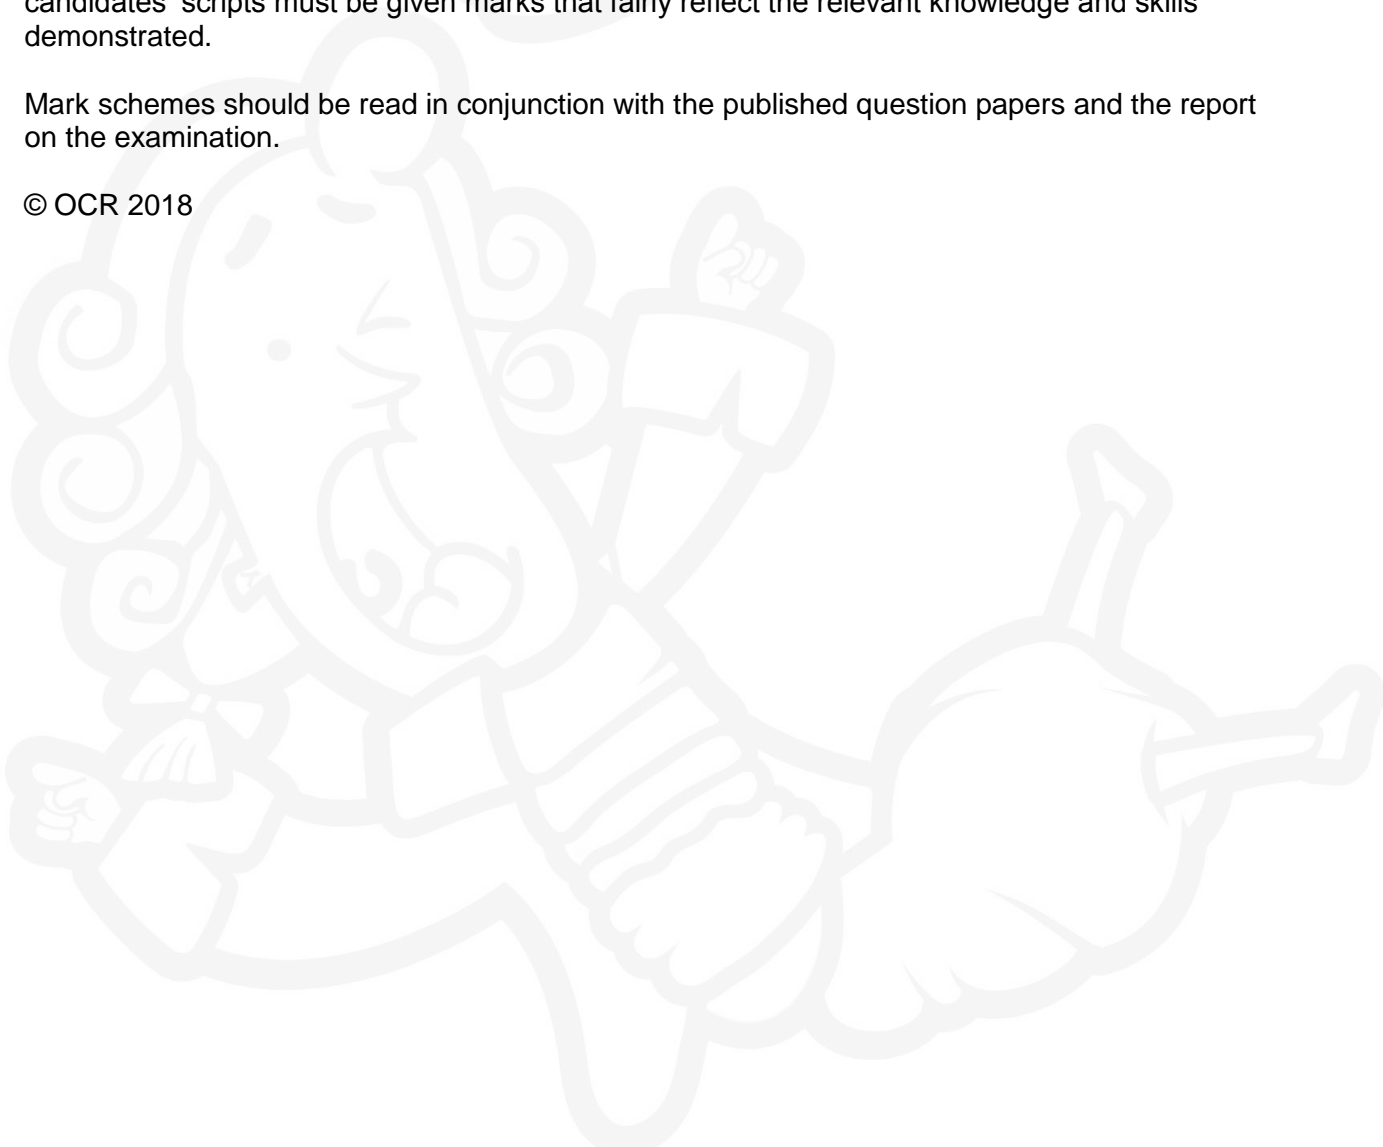 candidates' scripts must be given marks that fairly reflect the relevant knowledge and skills
demonstrated.
Mark schemes should be read in conjunction with the published question papers and the report
on the examination.
© OCR 2018